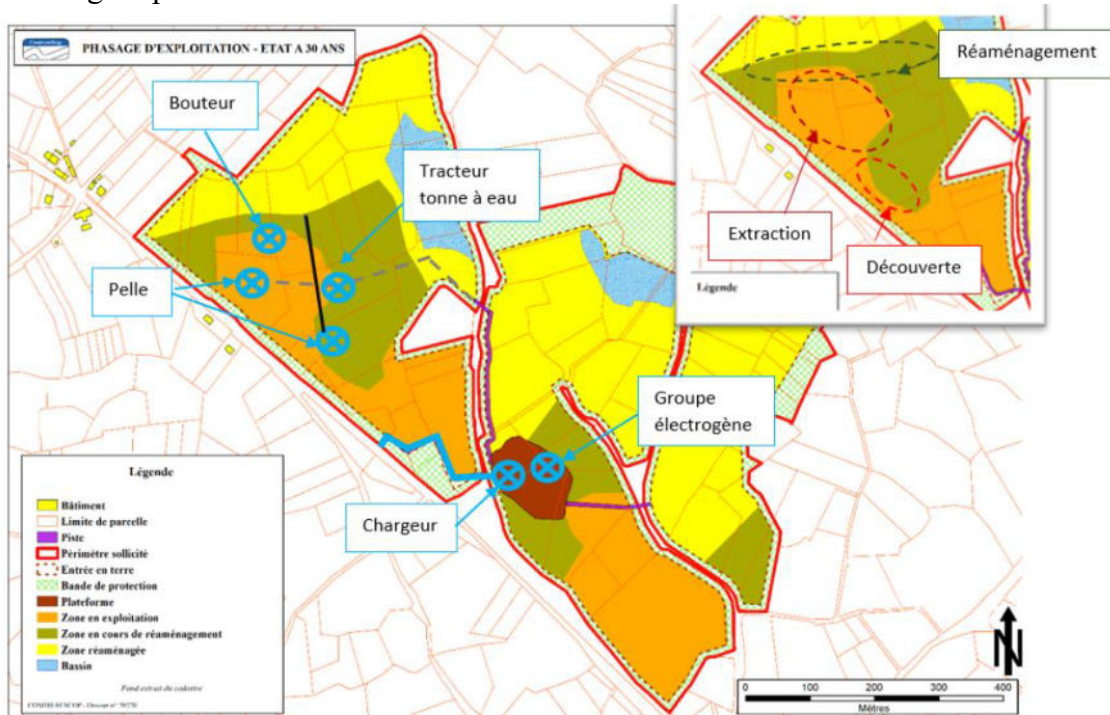 PHASAGE D'EXPLOITATION - ETAT A 30 ANS
Bouteur
Tracteur
tonne à eau
Pelle
Groupe
électrogène
Chargeur
Réaménagement
Extraction
Découverte
Légende
Légende
Bâtiment
Limite de parcelle
Piste
Périmètre sollicité
Entrée en terre
Bande de protection
Plateforme
Zone en exploitation
Zone en cours de réaménagement
Zone réaménagée
Bassin
Fond extrait du cadastre
N
0 100 200 300 400
Mètres